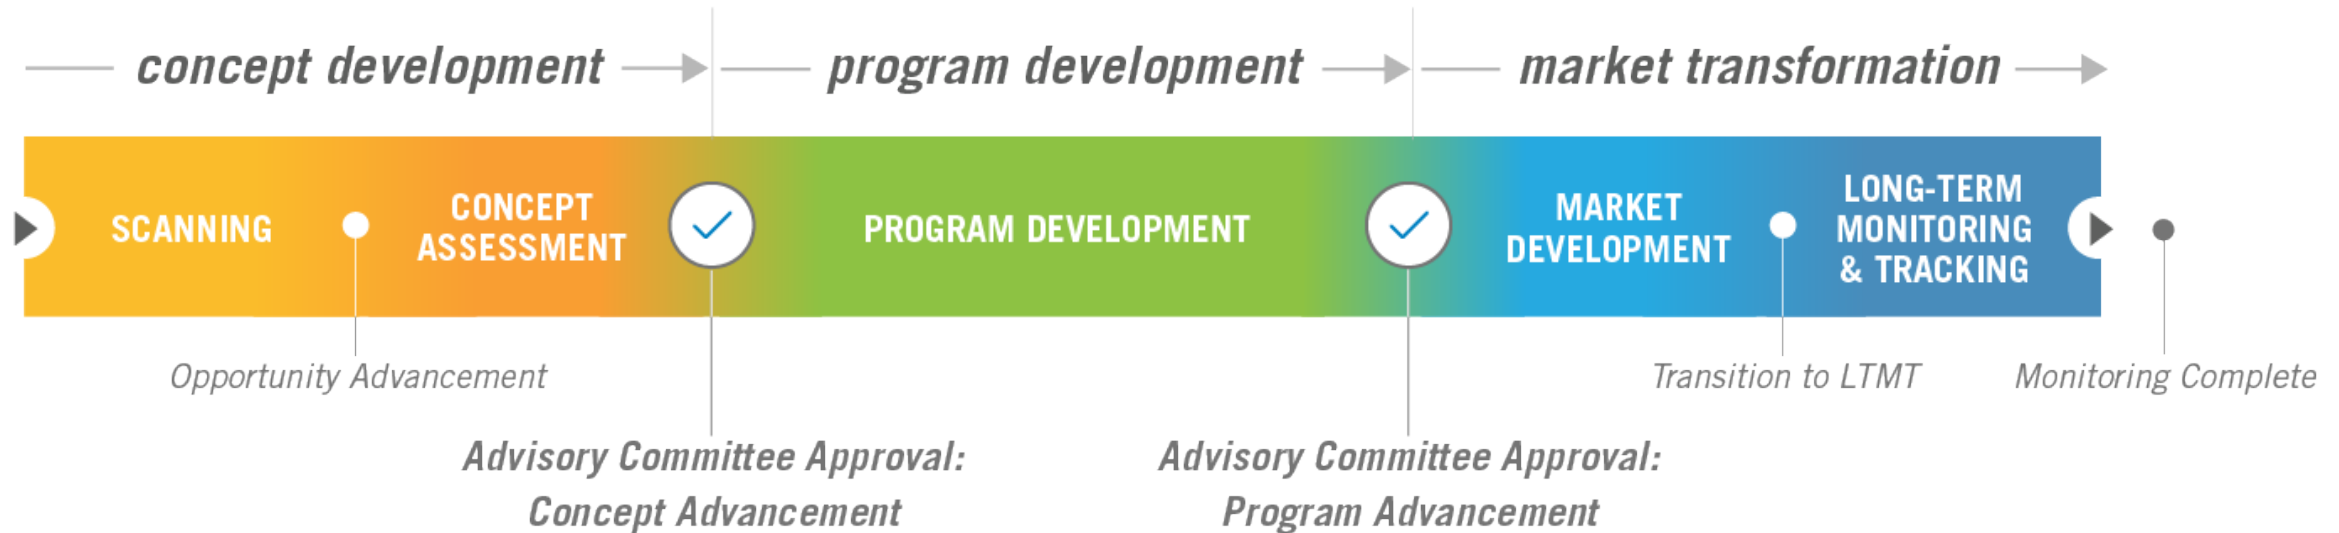 concept development
program development
market transformation
SCANNING
CONCEPT
ASSESSMENT
PROGRAM DEVELOPMENT
MARKET
DEVELOPMENT
LONG-TERM
MONITORING
& TRACKING
Opportunity Advancement
Transition to LTMT
Monitoring Complete
Advisory Committee Approval:
Concept Advancement
Advisory Committee Approval:
Program Advancement